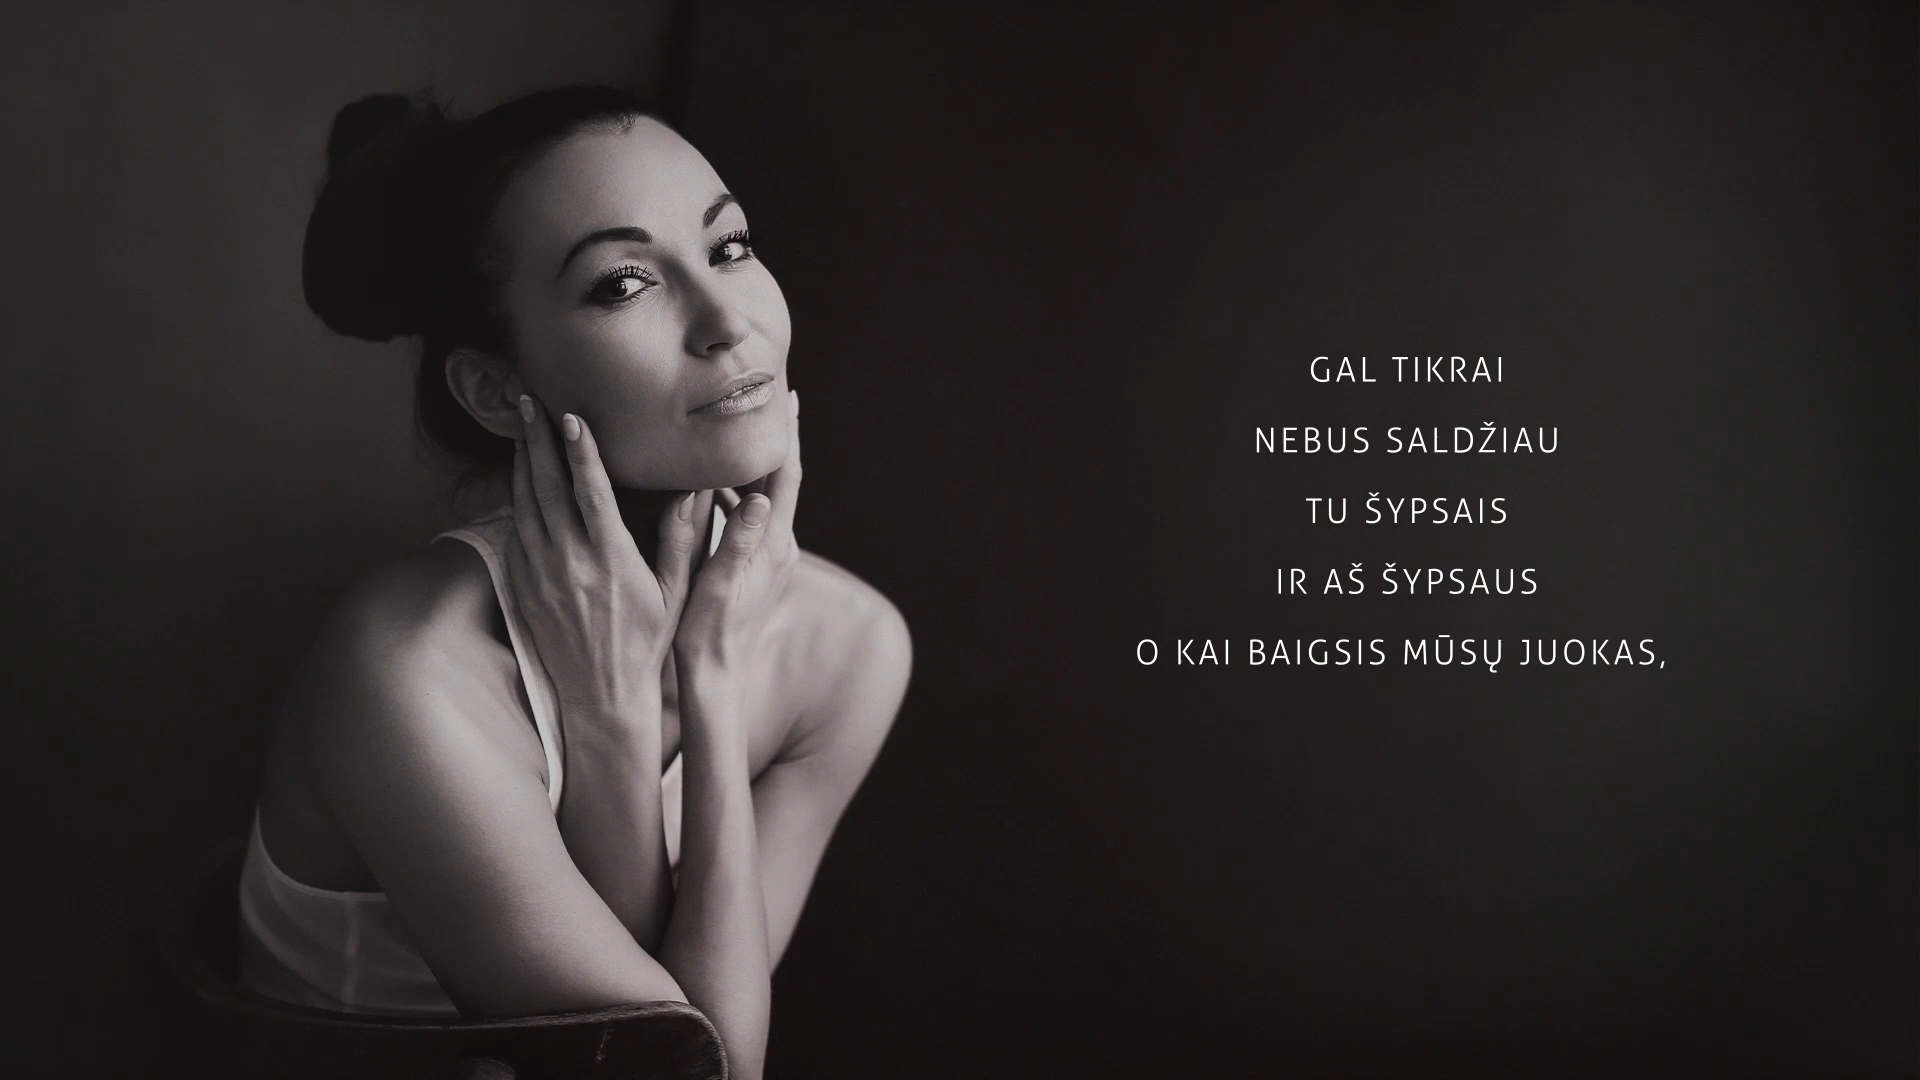 GAL TIKRAI
NEBUS SALDŽIAU
TU ŠYPSAIS
IR AŠ ŠYPSAUS
O KAI BAIGSIS MŪSŲ JUOKAS,